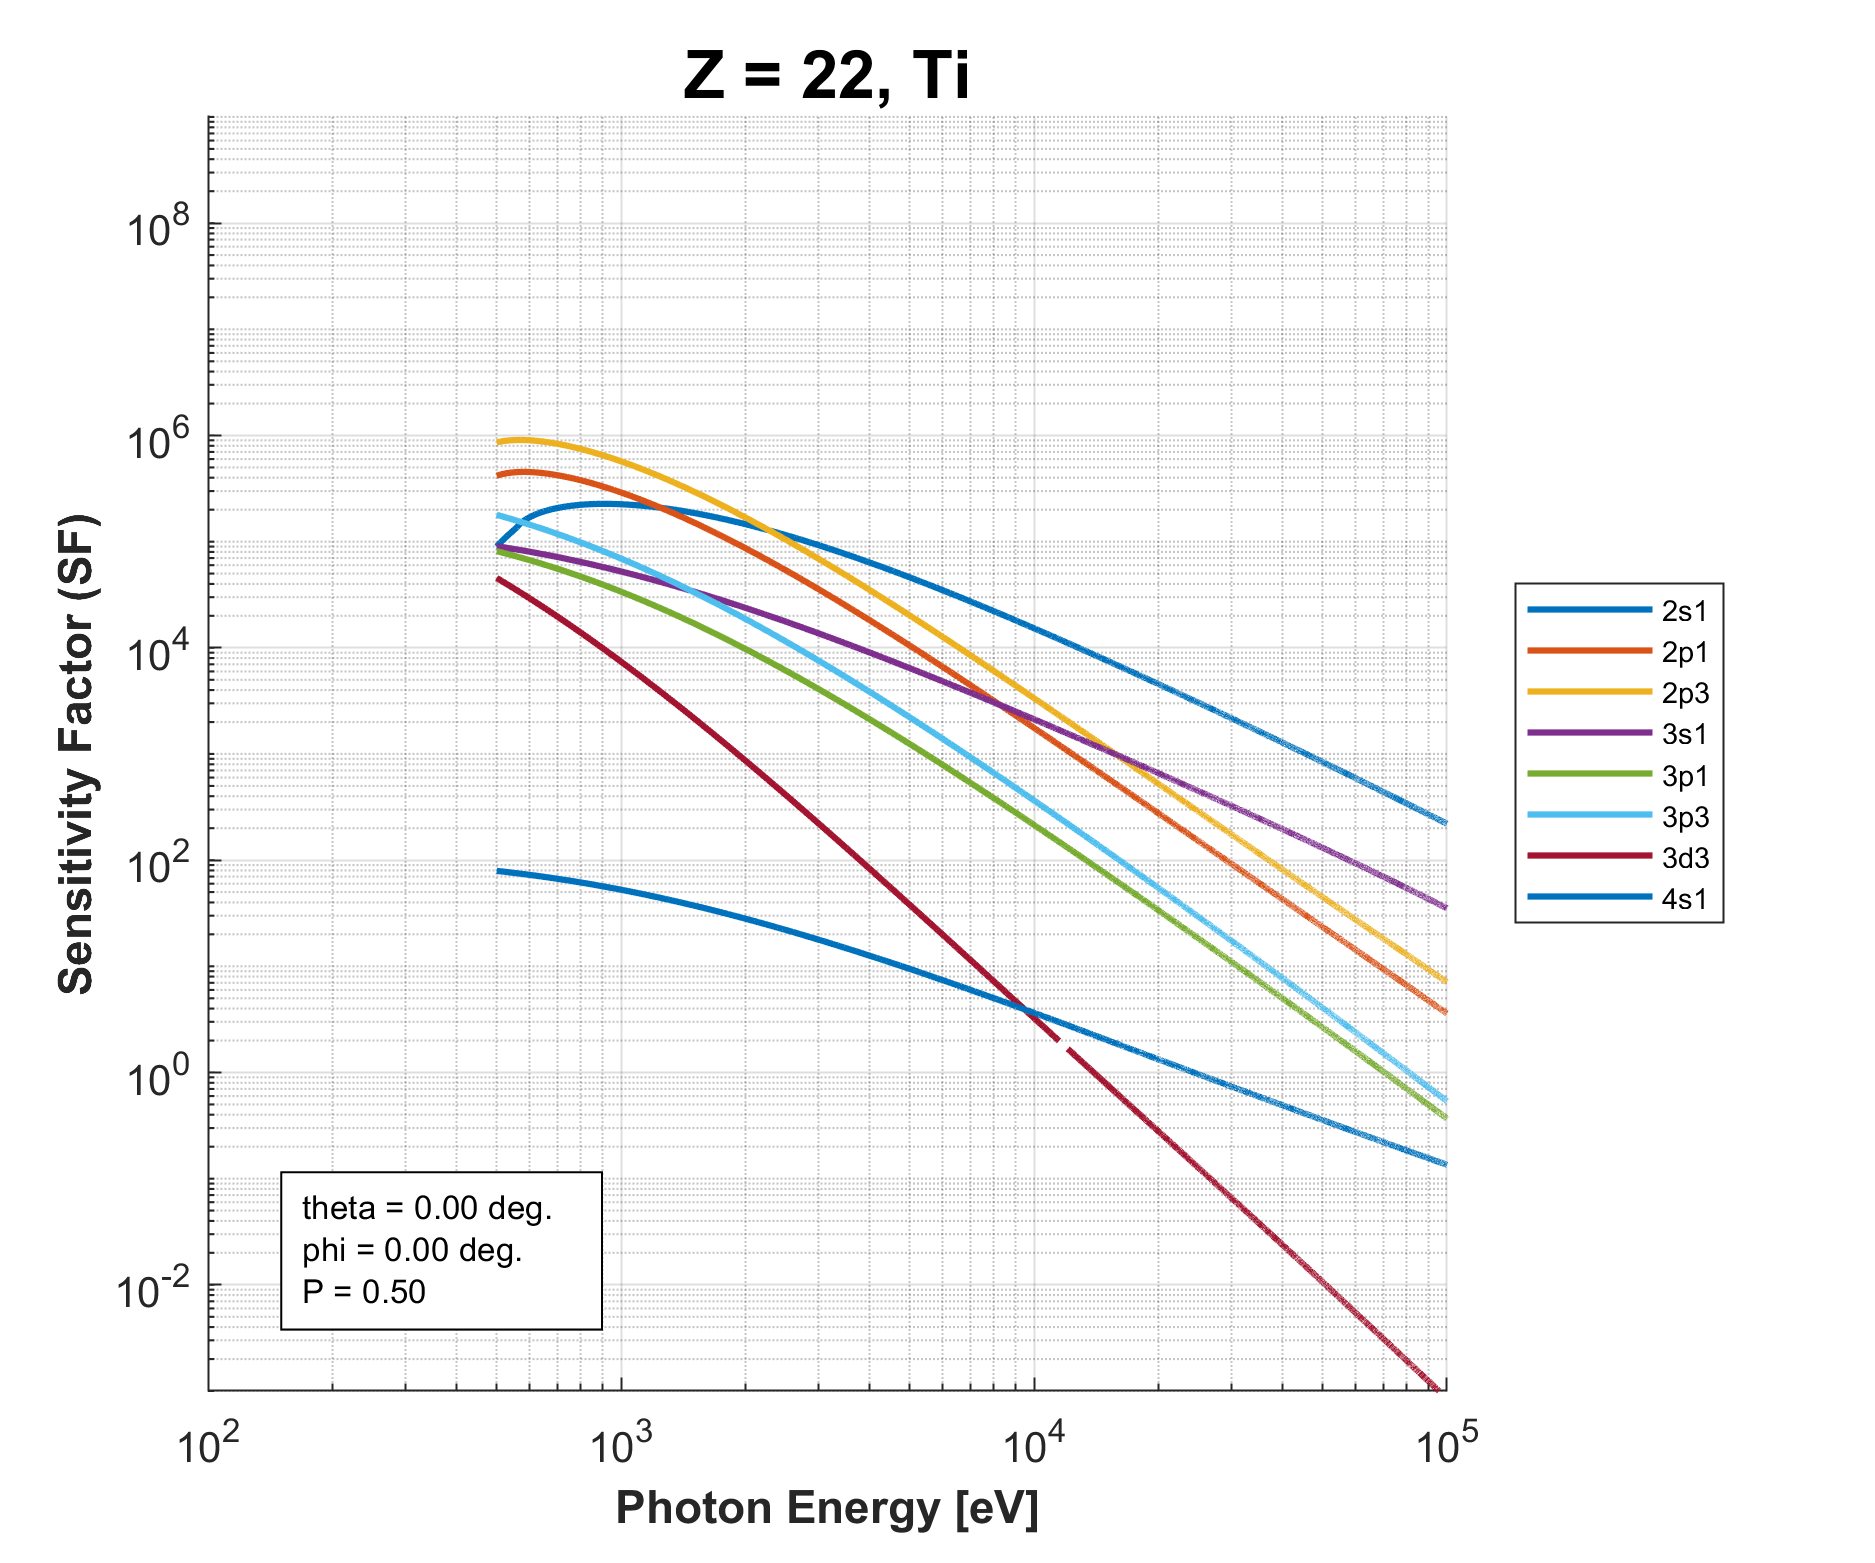 Z = 22, Ti
Sensitivity Factor (SF)
10^8
10^6
10^4
10^2
10^0
10^-2
10^2
10^3
10^4
10^5
Photon Energy [eV]
theta = 0.00 deg.
phi = 0.00 deg.
P = 0.50
2s1
2p1
2p3
3s1
3p1
3p3
3d3
4s1